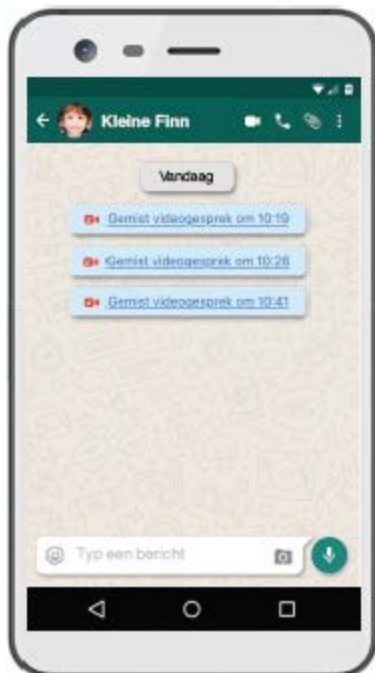 Kleine Finn
Vandaag
Gemist videogesprek om 10:19
Gemist videogesprek om 10:26
Gemist videogesprek om 10:41
Typ een bericht